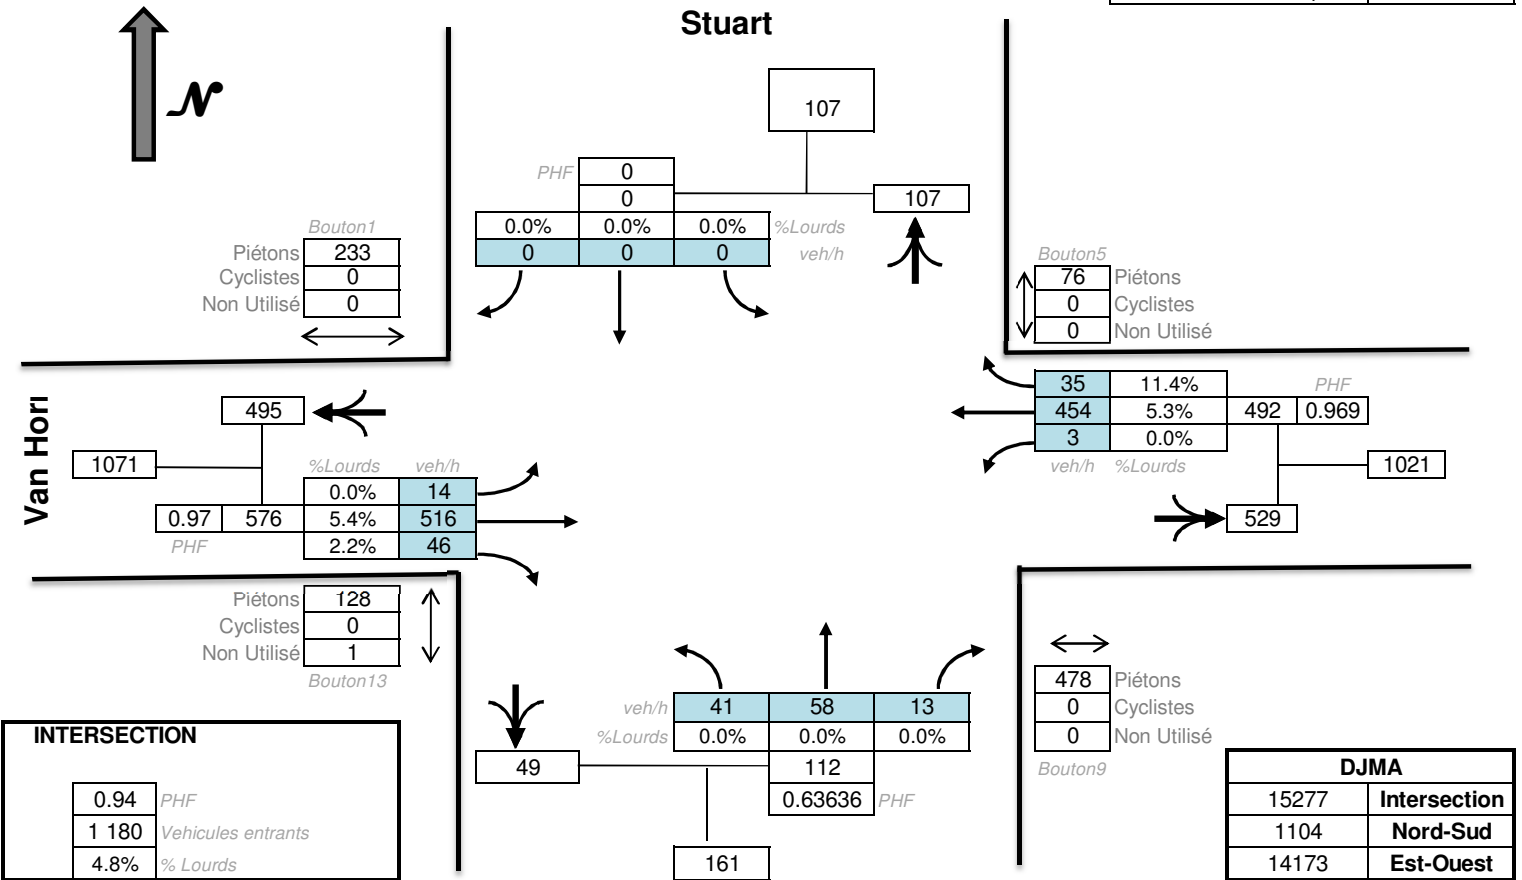 Stuart
N
107
PHF 0
0 107
0.0% 0.0% 0.0% %Lourds
0 0 0 veh/h
Bouton1
Piétons 233
Cyclistes 0
Non Utilisé 0
Bouton5
76 Piétons
0 Cyclistes
0 Non Utilisé
35 11.4% PHF
454 5.3% 492 0.969
3 0.0%
veh/h %Lourds
1021
529
Van Hori
495
1071
%Lourds veh/h
0.0% 14
0.97 576 5.4% 516
PHF 2.2% 46
Piétons 128
Cyclistes 0
Non Utilisé 1
Bouton13
veh/h 41 58 13
%Lourds 0.0% 0.0% 0.0%
49 112
0.63636 PHF
161
478 Piétons
0 Cyclistes
0 Non Utilisé
Bouton9
INTERSECTION
0.94 PHF
1 180 Vehicules entrants
4.8% % Lourds
DJMA
15277 Intersection
1104 Nord-Sud
14173 Est-Ouest